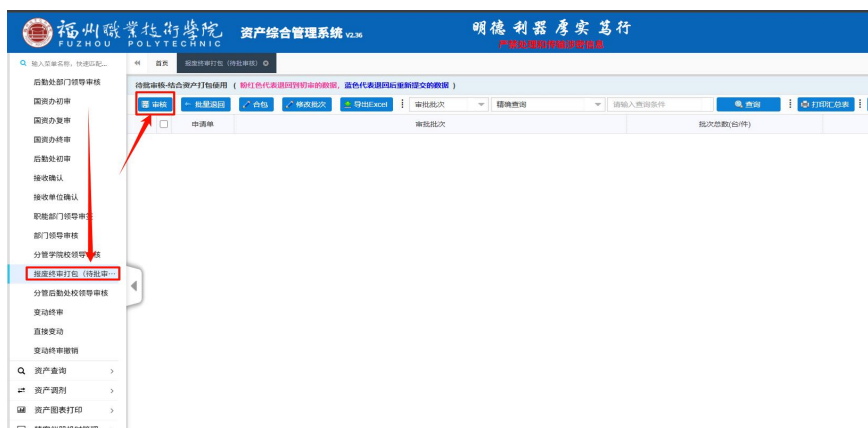 福州职业技术学院
FUZHOU POLYTECHNIC
资产综合管理系统 V2.36
明德 利器 厚实 笃行
严禁处理和传输涉密信息
输入菜单名称，快速匹配...
首页
报废终审打包（待批审核）
后勤处部门领导审核
国资办初审
国资办复审
国资办终审
后勤处初审
接收确认
接收单位确认
职能部门领导审
部门领导审核
分管学院校领导 核
报废终审打包（待批审…
分管后勤处校领导审核
变动终审
直接变动
变动终审撤销
资产查询
资产调剂
资产图表打印
待批审核-结合资产打包使用 ( 粉红色代表退回到初审的数据, 蓝色代表退回后重新提交的数据 )
审核 批量退回 合包 修改批次 导出Excel 审批批次 精确查询 请输入查询条件 查询 打印汇总表
申请单 审批批次 批次总数(台/件)